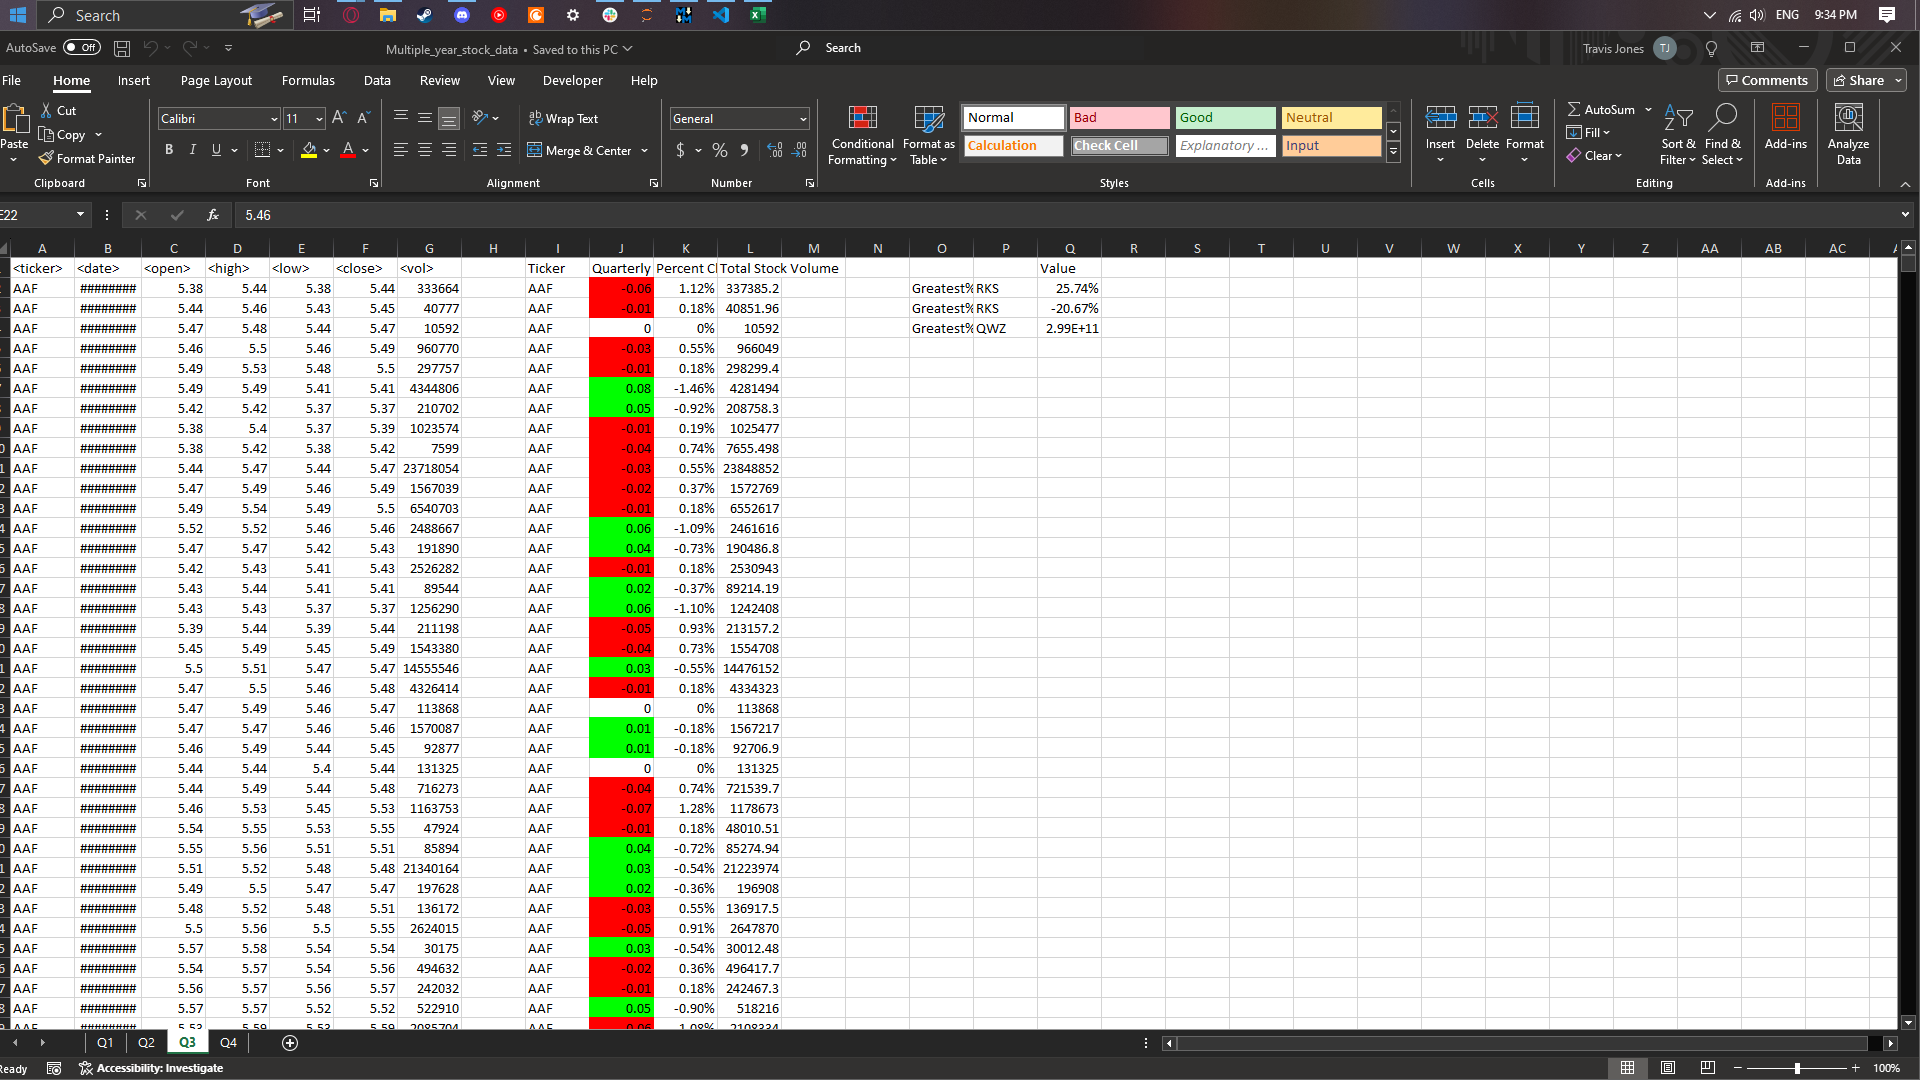 Search ENG 9:34 PM
AutoSave Off Multiple_year_stock_data • Saved to this PC Search Travis Jones TJ
File Home Insert Page Layout Formulas Data Review View Developer Help Comments Share
Cut Calibri 11 Wrap Text General Normal Bad Good Neutral AutoSum
Copy Fill
Paste Format Painter B I U Merge & Center $ % Conditional Formatting Format as Table Calculation Check Cell Explanatory ... Input Insert Delete Format Clear Sort & Filter Find & Select Add-ins Analyze Data
Clipboard Font Alignment Number Styles Cells Editing Add-ins
E22 fx 5.46
A B C D E F G H I J K L M N O P Q R S T U V W X Y Z AA AB AC
<ticker> <date> <open> <high> <low> <close> <vol> Ticker Quarterly Percent Cl Total Stock Volume Value
AAF ######## 5.38 5.44 5.38 5.44 333664 AAF -0.06 1.12% 337385.2 Greatest% RKS 25.74%
AAF ######## 5.44 5.46 5.43 5.45 40777 AAF -0.01 0.18% 40851.96 Greatest% RKS -20.67%
AAF ######## 5.47 5.48 5.44 5.47 10592 AAF 0 0% 10592 Greatest% QWZ 2.99E+11
AAF ######## 5.46 5.5 5.46 5.49 960770 AAF -0.03 0.55% 966049
AAF ######## 5.49 5.53 5.48 5.5 297757 AAF -0.01 0.18% 298299.4
AAF ######## 5.49 5.49 5.41 5.41 4344806 AAF 0.08 -1.46% 4281494
AAF ######## 5.42 5.42 5.37 5.37 210702 AAF 0.05 -0.92% 208758.3
AAF ######## 5.38 5.4 5.37 5.39 1023574 AAF -0.01 0.19% 1025477
AAF ######## 5.38 5.42 5.38 5.42 7599 AAF -0.04 0.74% 7655.498
AAF ######## 5.44 5.47 5.44 5.47 23718054 AAF -0.03 0.55% 23848852
AAF ######## 5.47 5.49 5.46 5.49 1567039 AAF -0.02 0.37% 1572769
AAF ######## 5.49 5.54 5.49 5.5 6540703 AAF -0.01 0.18% 6552617
AAF ######## 5.52 5.52 5.46 5.46 2488667 AAF 0.06 -1.09% 2461616
AAF ######## 5.47 5.47 5.42 5.43 191890 AAF 0.04 -0.73% 190486.8
AAF ######## 5.42 5.43 5.41 5.43 2526282 AAF -0.01 0.18% 2530943
AAF ######## 5.43 5.44 5.41 5.41 89544 AAF 0.02 -0.37% 89214.19
AAF ######## 5.43 5.43 5.37 5.37 1256290 AAF 0.06 -1.10% 1242408
AAF ######## 5.39 5.44 5.39 5.44 211198 AAF -0.05 0.93% 213157.2
AAF ######## 5.45 5.49 5.45 5.49 1543380 AAF -0.04 0.73% 1554708
AAF ######## 5.5 5.51 5.47 5.47 14555546 AAF 0.03 -0.55% 14476152
AAF ######## 5.47 5.5 5.46 5.48 4326414 AAF -0.01 0.18% 4334323
AAF ######## 5.47 5.49 5.46 5.47 113868 AAF 0 0% 113868
AAF ######## 5.47 5.47 5.46 5.46 1570087 AAF 0.01 -0.18% 1567217
AAF ######## 5.46 5.49 5.44 5.45 92877 AAF 0.01 -0.18% 92706.9
AAF ######## 5.44 5.44 5.4 5.44 131325 AAF 0 0% 131325
AAF ######## 5.44 5.49 5.44 5.48 716273 AAF -0.04 0.74% 721539.7
AAF ######## 5.46 5.53 5.45 5.53 1163753 AAF -0.07 1.28% 1178673
AAF ######## 5.54 5.55 5.53 5.55 47924 AAF -0.01 0.18% 48010.51
AAF ######## 5.55 5.56 5.51 5.51 85894 AAF 0.04 -0.72% 85274.94
AAF ######## 5.51 5.52 5.48 5.48 21340164 AAF 0.03 -0.54% 21223974
AAF ######## 5.49 5.5 5.47 5.47 197628 AAF 0.02 -0.36% 196908
AAF ######## 5.48 5.52 5.48 5.51 136172 AAF -0.03 0.55% 136917.5
AAF ######## 5.5 5.56 5.5 5.55 2624015 AAF -0.05 0.91% 2647870
AAF ######## 5.57 5.58 5.54 5.54 30175 AAF 0.03 -0.54% 30012.48
AAF ######## 5.54 5.57 5.54 5.56 494632 AAF -0.02 0.36% 496417.7
AAF ######## 5.56 5.57 5.56 5.57 242032 AAF -0.01 0.18% 242467.3
AAF ######## 5.57 5.57 5.52 5.52 522910 AAF 0.05 -0.90% 518216
AAF ######## 5.53 5.59 5.53 5.59 2085704 AAF -0.06 1.08% 2108334
Q1 Q2 Q3 Q4
Ready Accessibility: Investigate 100%